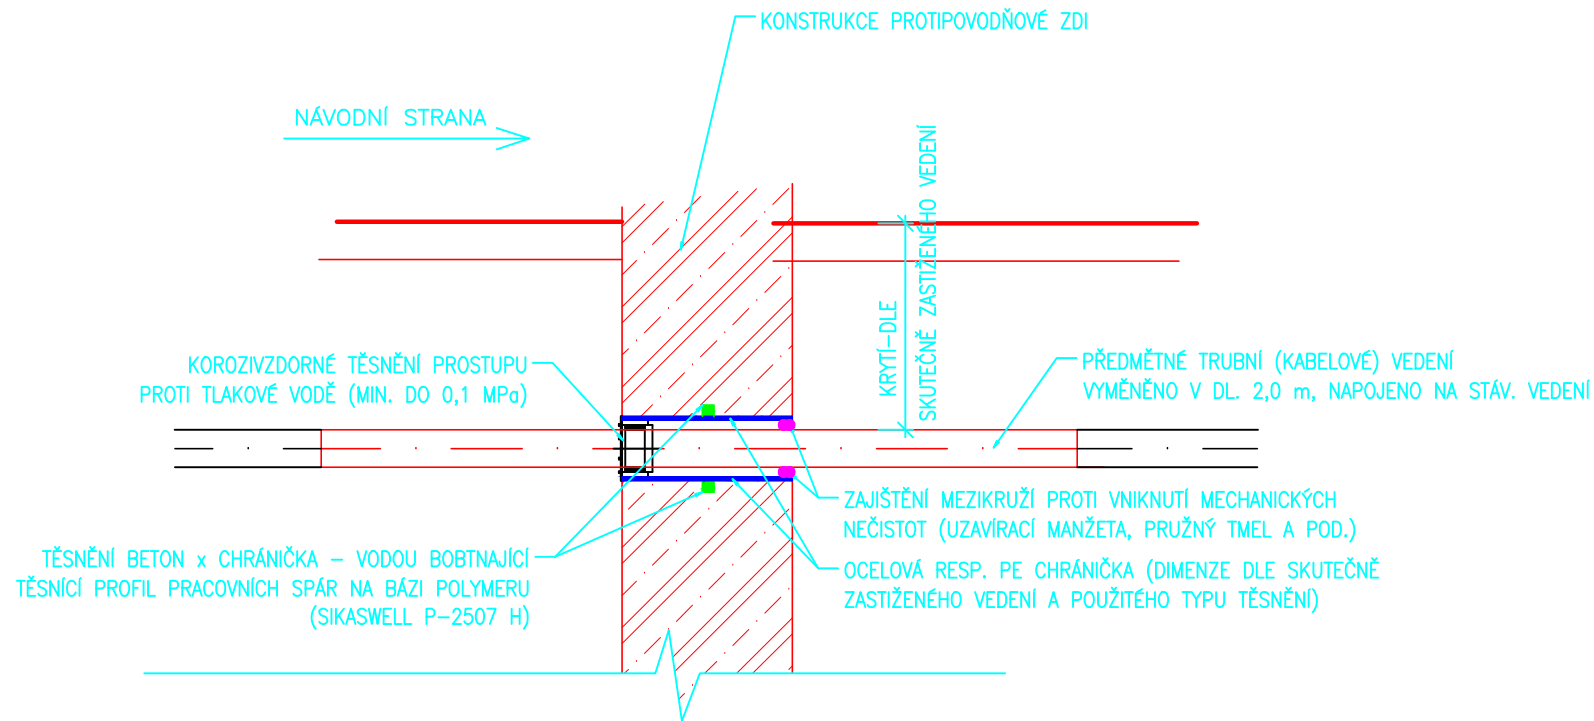 KONSTRUKCE PROTIPOVODŇOVÉ ZDI
NÁVODNÍ STRANA
KRYTÍ-DLE
SKUTEČNĚ ZASTIŽENÉHO VEDENÍ
KOROZIVZDORNÉ TĚSNĚNÍ PROSTUPU
PROTI TLAKOVÉ VODĚ (MIN. DO 0,1 MPa)
PŘEDMĚTNÉ TRUBNÍ (KABELOVÉ) VEDENÍ
VYMĚNĚNO V DL. 2,0 m, NAPOJENO NA STÁV. VEDENÍ
ZAJIŠTĚNÍ MEZIKRUŽÍ PROTI VNIKNUTÍ MECHANICKÝCH
NEČISTOT (UZAVÍRACÍ MANŽETA, PRUŽNÝ TMEL A POD.)
TĚSNĚNÍ BETON x CHRÁNIČKA – VODOU BOBTNAJÍCÍ
TĚSNÍCÍ PROFIL PRACOVNÍCH SPÁR NA BÁZI POLYMERU
(SIKASWELL P-2507 H)
OCELOVÁ RESP. PE CHRÁNIČKA (DIMENZE DLE SKUTEČNĚ
ZASTIŽENÉHO VEDENÍ A POUŽITÉHO TYPU TĚSNĚNÍ)